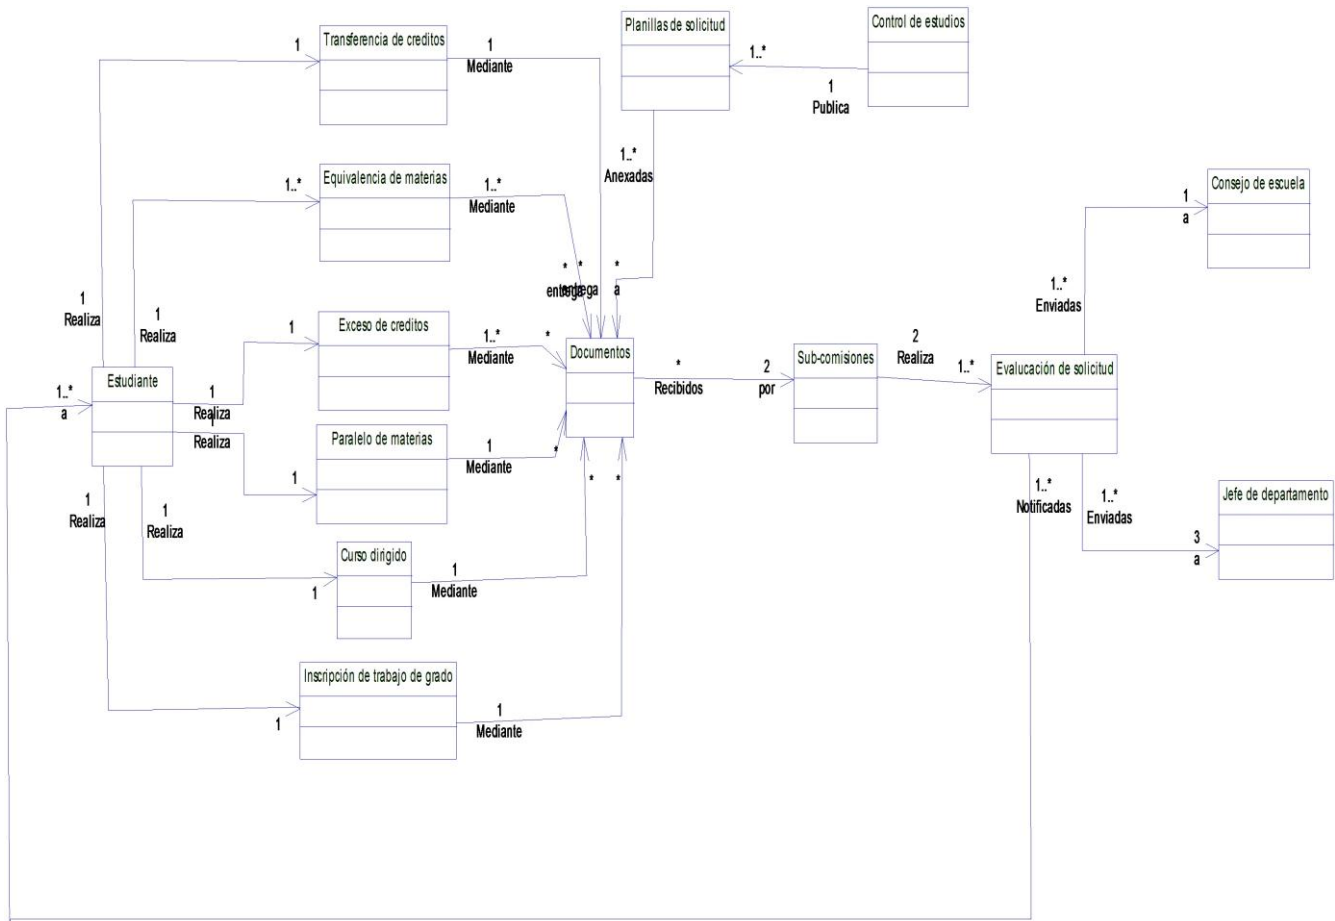 Planillas de solicitud
Control de estudios
Transferencia de creditos
1
1
Mediante
1..*
1
Publica
1..*
Anexadas
Equivalencia de materias
1..*
1..*
Mediante
Consejo de escuela
1
a
*
entrega
*
entrega
*
a
1
Realiza
1
Realiza
1..*
Enviadas
Exceso de creditos
1
1..*
Mediante
*
Documentos
Sub-comisiones
2
Realiza
1..*
Evalucación de solicitud
*
Recibidos
2
por
Estudiante
1..*
a
1
Realiza
1
Realiza
Paralelo de materias
1
1
Mediante
*
1
Realiza
1
Realiza
*
*
1..*
Notificadas
1..*
Enviadas
Jefe de departamento
3
a
Curso dirigido
1
1
Mediante
Inscripción de trabajo de grado
1
1
Mediante